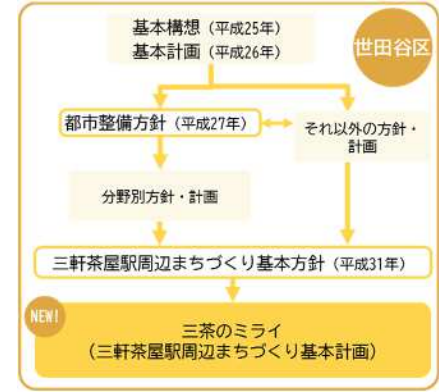 基本構想（平成25年）
基本計画（平成26年）
世田谷区
都市整備方針（平成27年）
それ以外の方針・
計画
分野別方針・計画
三軒茶屋駅周辺まちづくり基本方針（平成31年）
NEW!
三茶のミライ
（三軒茶屋駅周辺まちづくり基本計画）